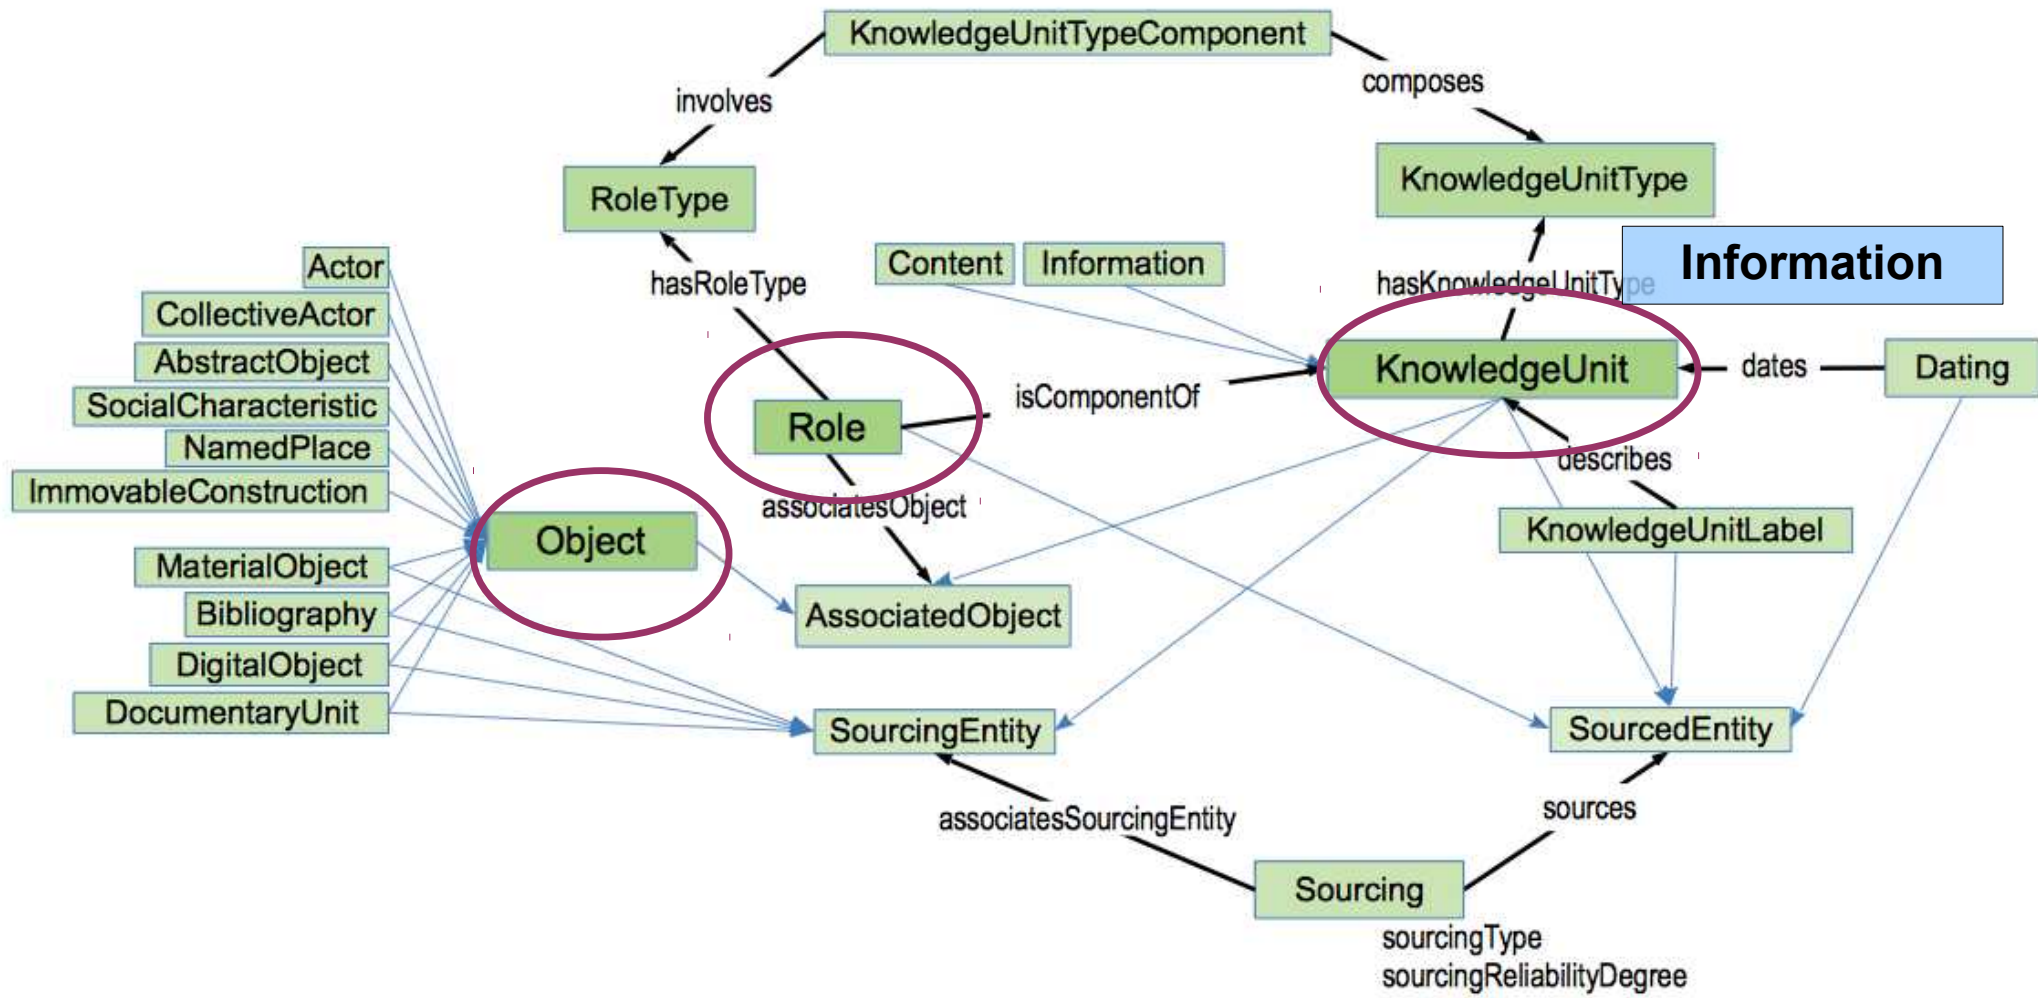 KnowledgeUnitTypeComponent
involves
composes
RoleType
KnowledgeUnitType
Actor
Content
Information
hasRoleType
hasKnowledgeUnitType
Information
CollectiveActor
AbstractObject
KnowledgeUnit
dates
Dating
SocialCharacteristic
isComponentOf
Role
NamedPlace
describes
ImmovableConstruction
associatesObject
KnowledgeUnitLabel
Object
MaterialObject
Bibliography
AssociatedObject
DigitalObject
DocumentaryUnit
SourcingEntity
SourcedEntity
associatesSourcingEntity
sources
Sourcing
sourcingType
sourcingReliabilityDegree